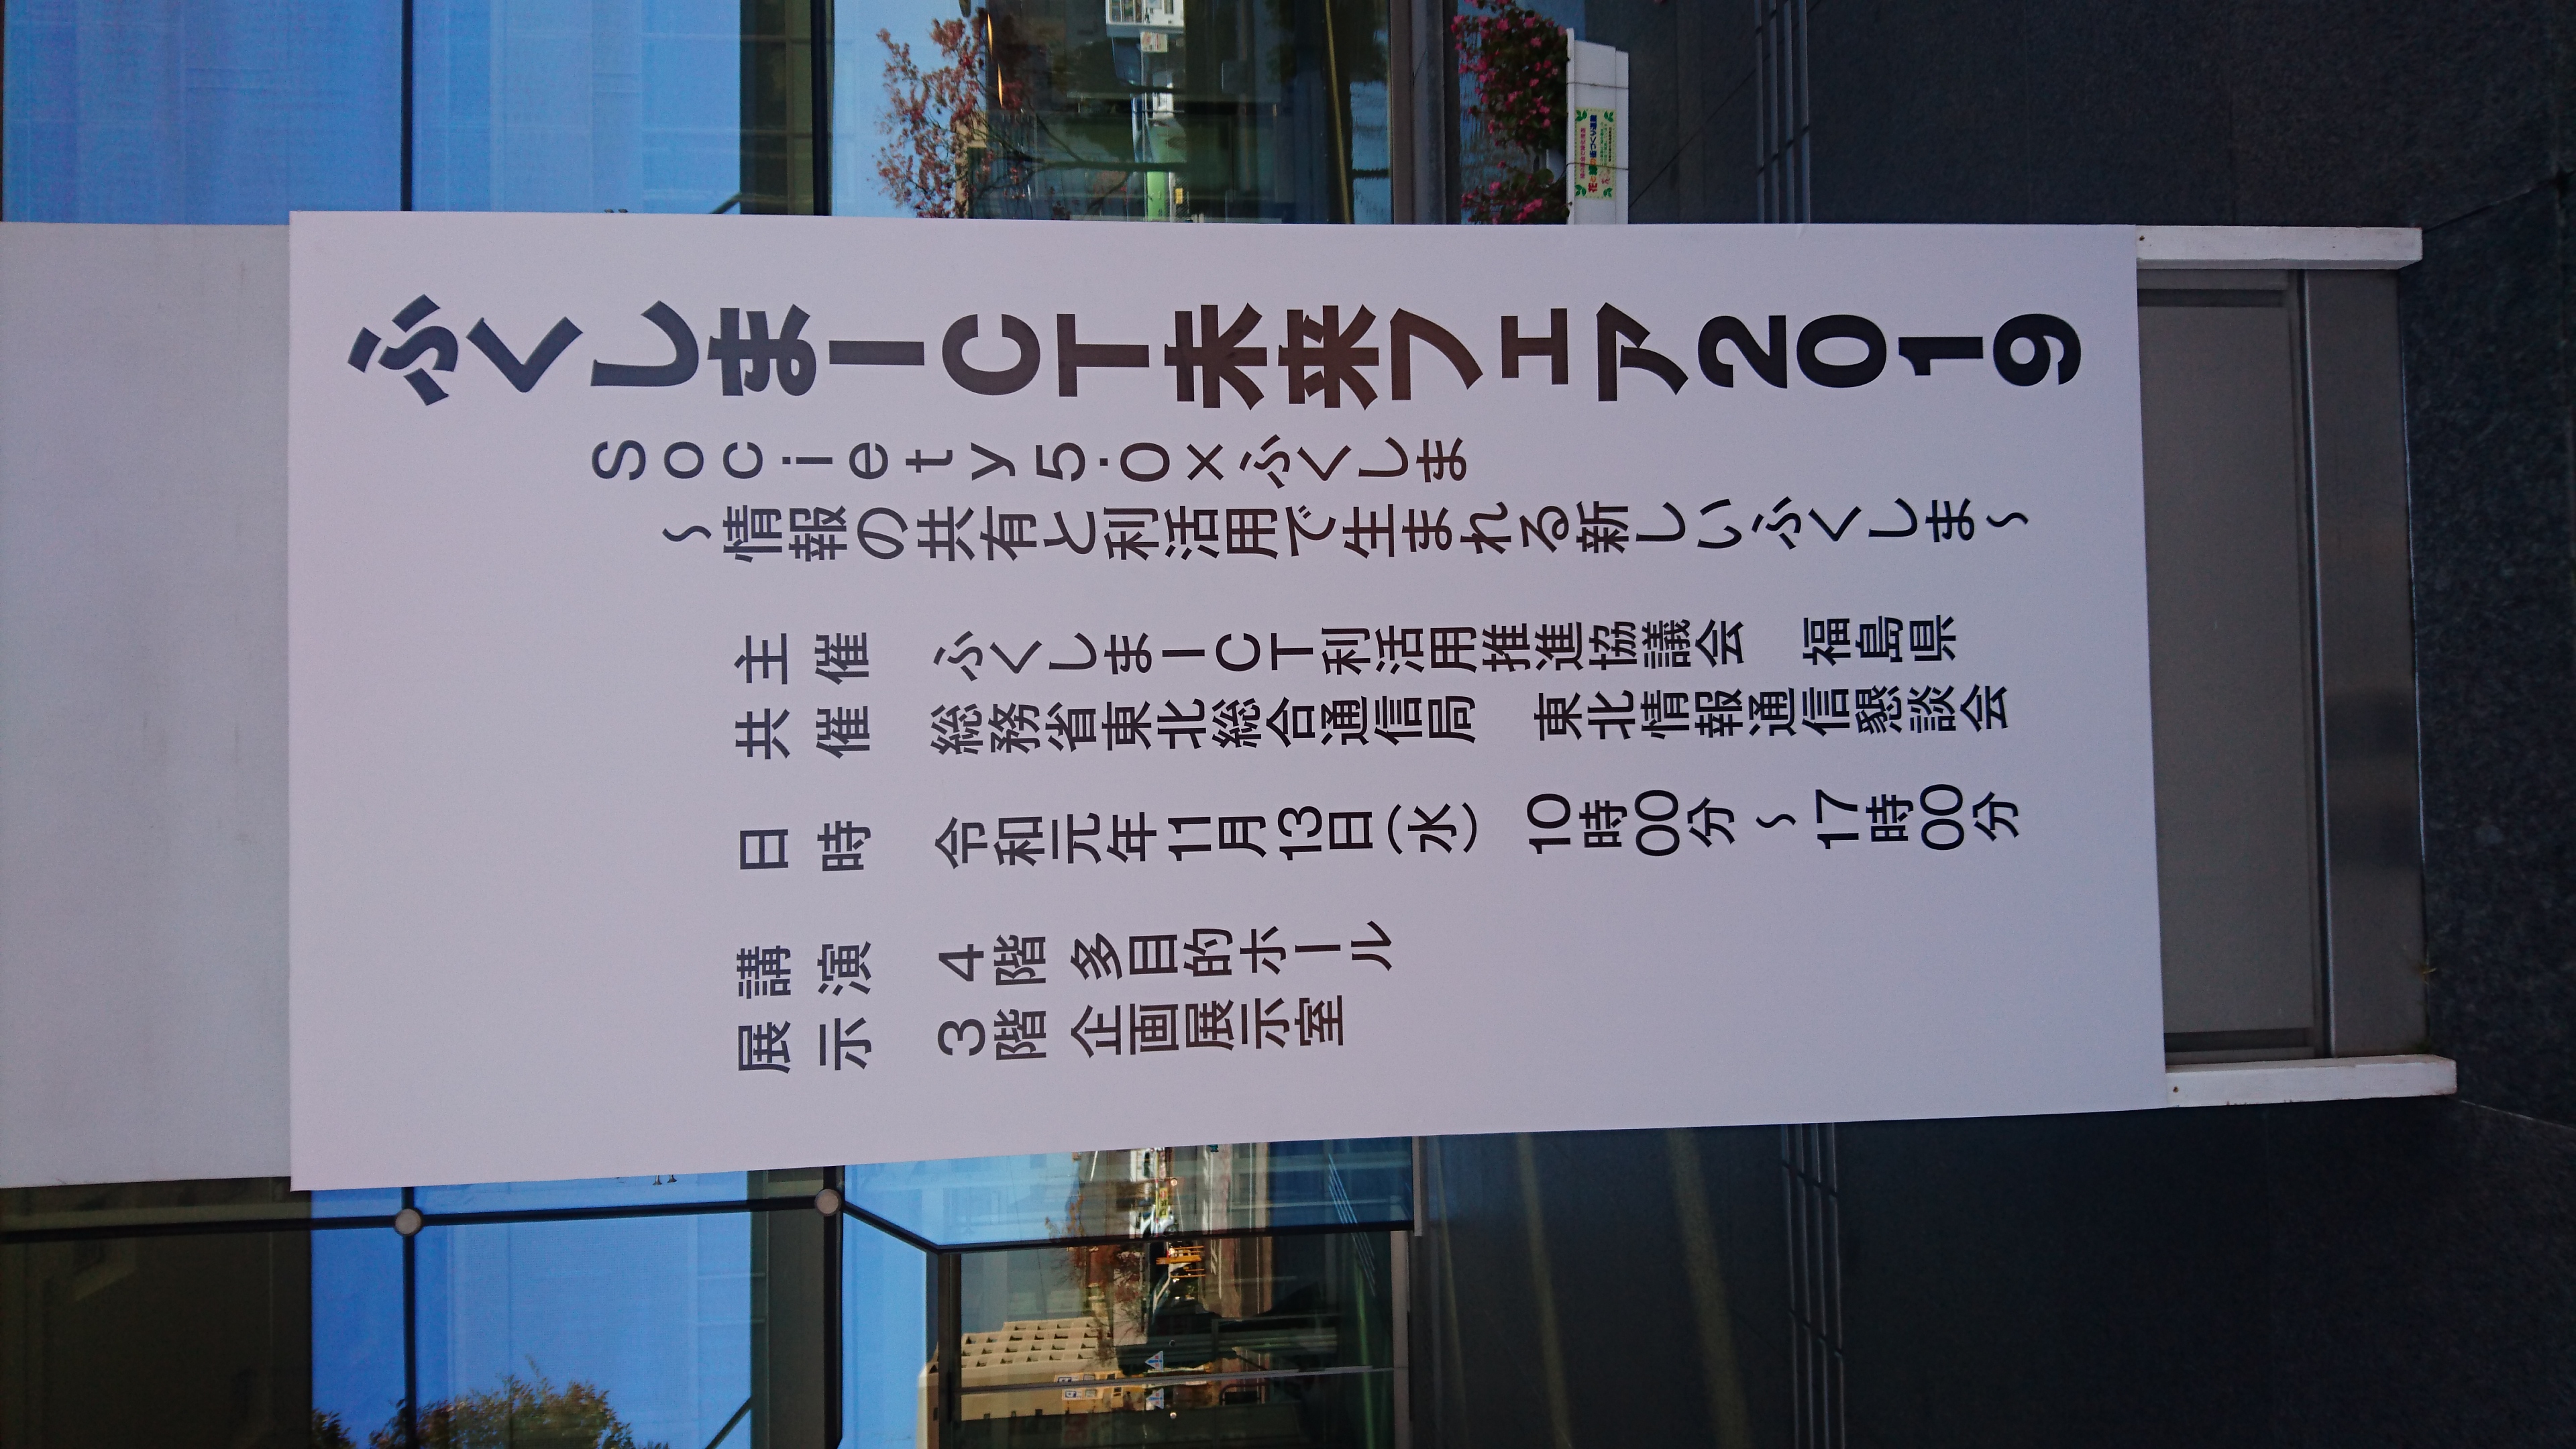 ふくしまICT未来フェア2019
Society5.0×ふくしま
～情報の共有と利活用で生まれる新しいふくしま～
主催 ふくしまICT利活用推進協議会 福島県
共催 総務省東北総合通信局 東北情報通信懇談会
日時 令和元年11月13日(水) 10時00分～17時00分
講演 4階 多目的ホール
展示 3階 企画展示室